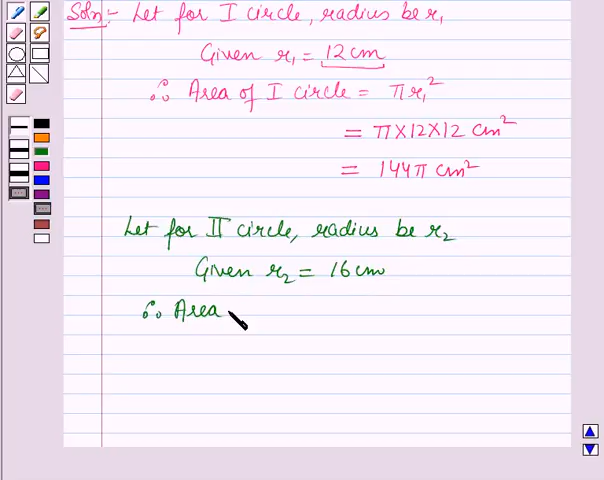 Soln:- Let for I circle, radius be r₁
Given r₁ = 12 cm
∴ Area of I circle = πr₁²
= π×12×12 cm²
= 144π cm²
Let for II circle, radius be r₂
Given r₂ = 16 cm
∴ Area